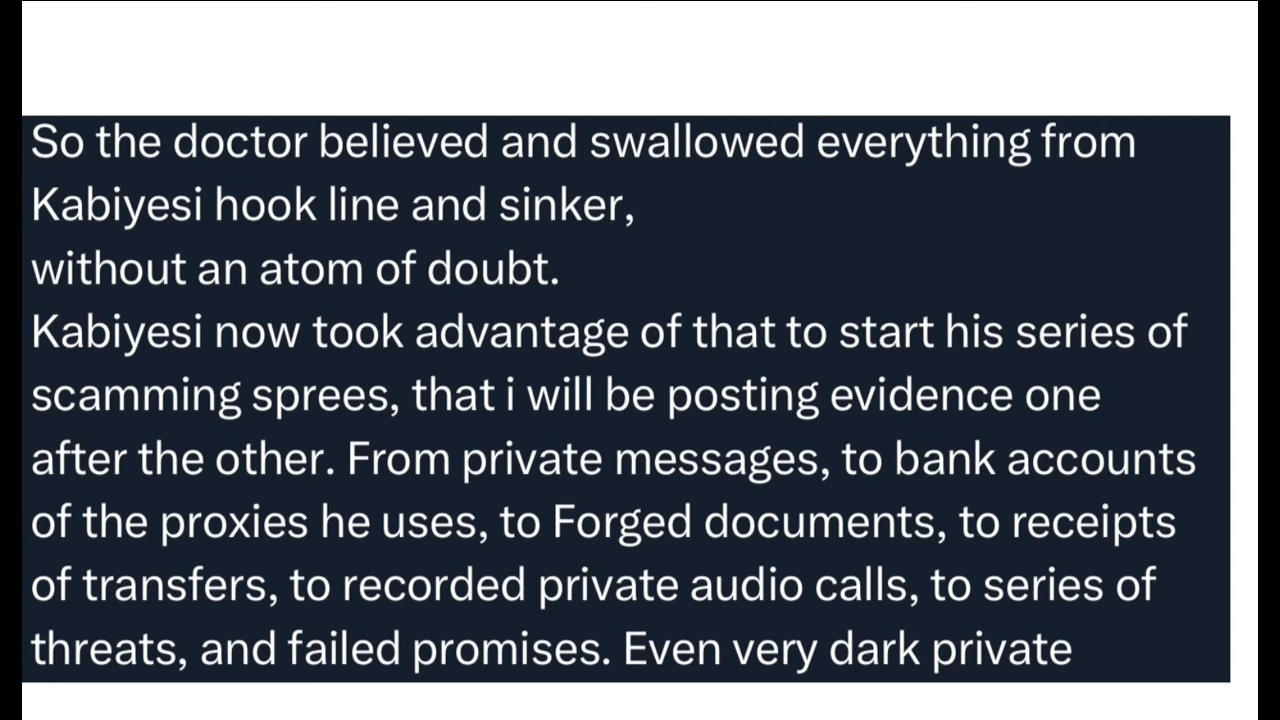 So the doctor believed and swallowed everything from
Kabiyesi hook line and sinker,
without an atom of doubt.
Kabiyesi now took advantage of that to start his series of
scamming sprees, that i will be posting evidence one
after the other. From private messages, to bank accounts
of the proxies he uses, to Forged documents, to receipts
of transfers, to recorded private audio calls, to series of
threats, and failed promises. Even very dark private